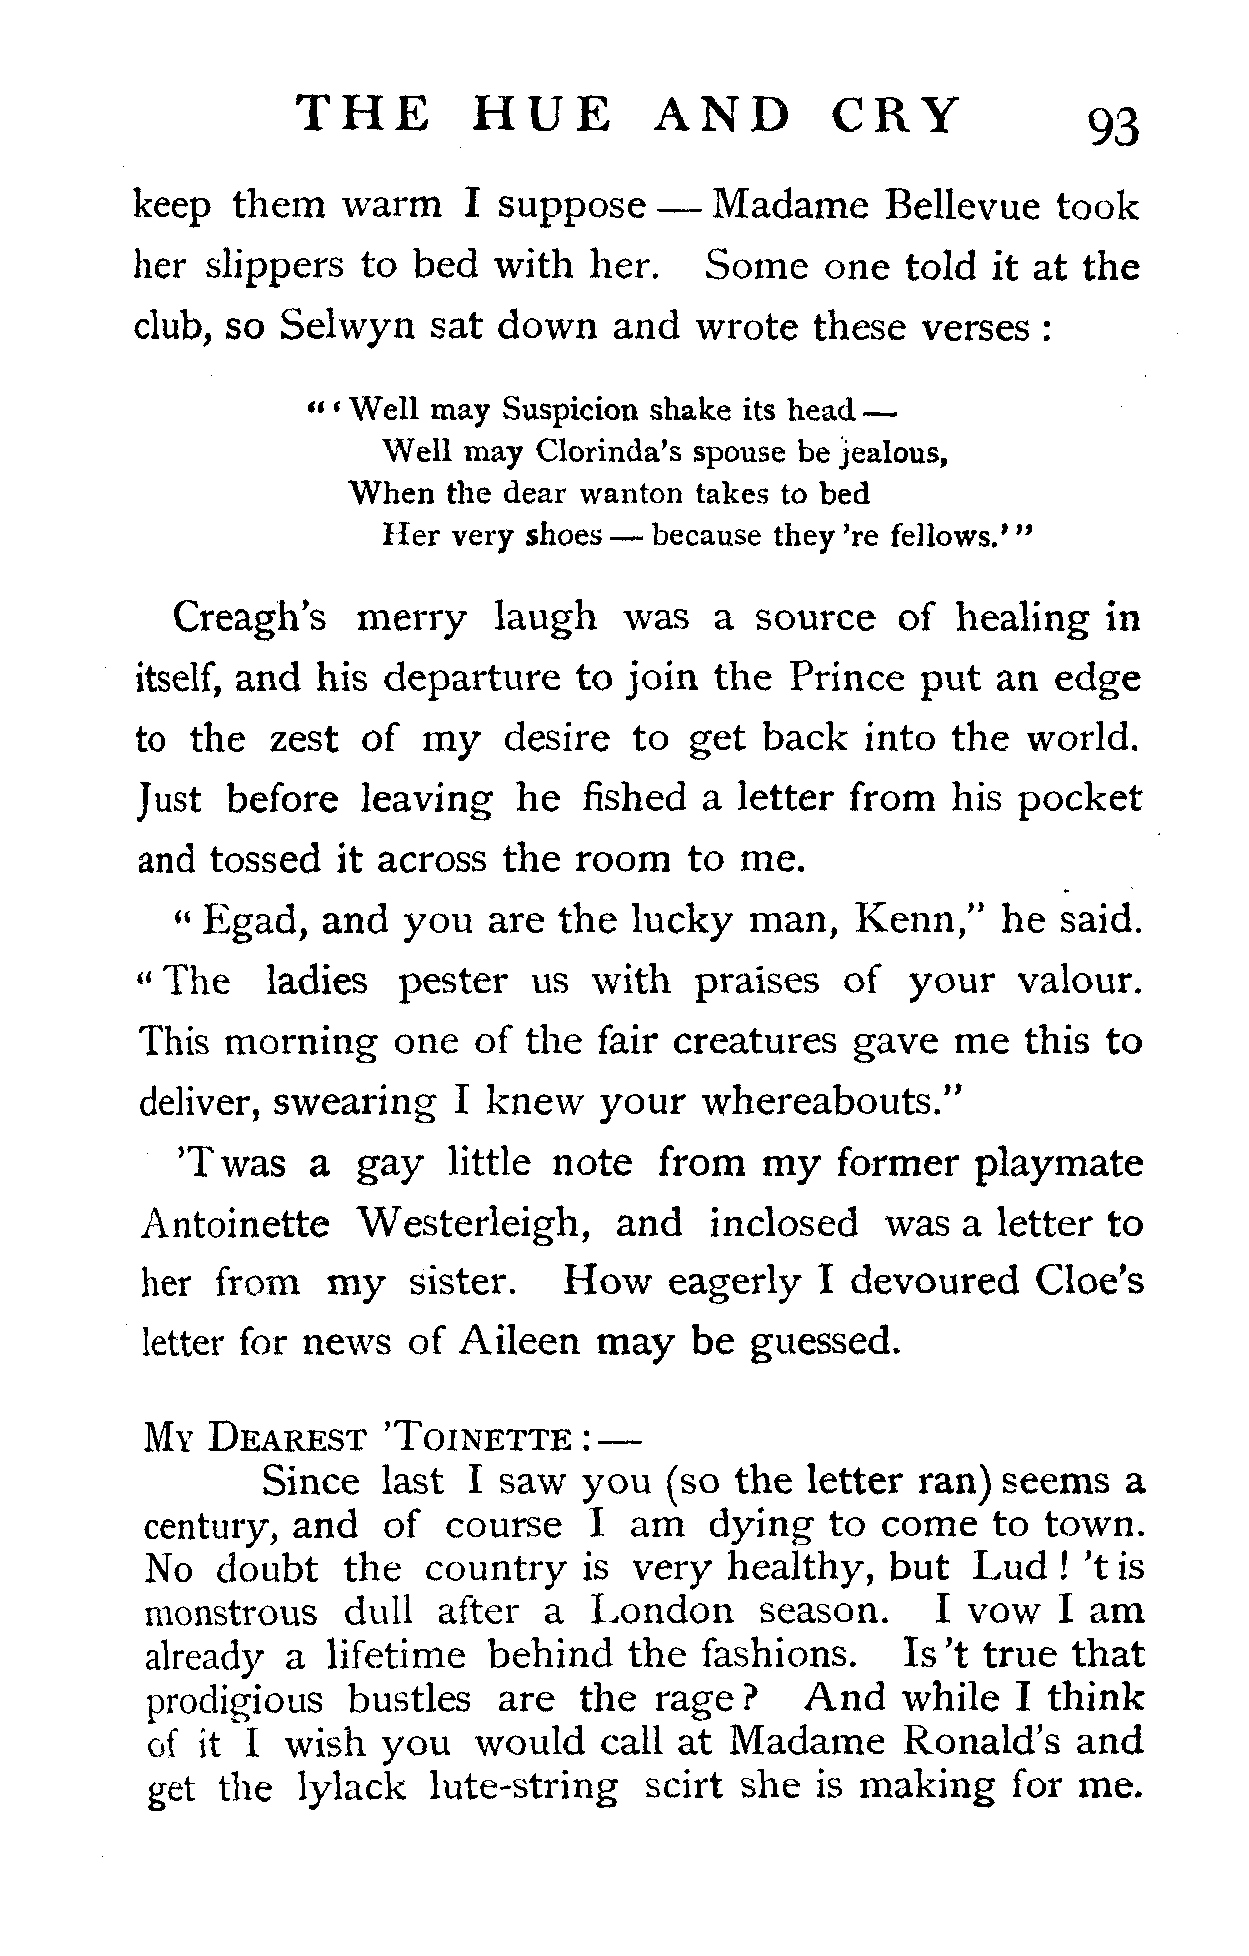 THE HUE AND CRY 93
keep them warm I suppose — Madame Bellevue took
her slippers to bed with her. Some one told it at the
club, so Selwyn sat down and wrote these verses :
" ' Well may Suspicion shake its head —
Well may Clorinda's spouse be jealous,
When the dear wanton takes to bed
Her very shoes — because they 're fellows.' "
Creagh's merry laugh was a source of healing in
itself, and his departure to join the Prince put an edge
to the zest of my desire to get back into the world.
Just before leaving he fished a letter from his pocket
and tossed it across the room to me.
" Egad, and you are the lucky man, Kenn," he said.
" The ladies pester us with praises of your valour.
This morning one of the fair creatures gave me this to
deliver, swearing I knew your whereabouts."
'T was a gay little note from my former playmate
Antoinette Westerleigh, and inclosed was a letter to
her from my sister. How eagerly I devoured Cloe's
letter for news of Aileen may be guessed.
MY DEAREST 'TOINETTE : —
Since last I saw you (so the letter ran) seems a
century, and of course I am dying to come to town.
No doubt the country is very healthy, but Lud ! 't is
monstrous dull after a London season. I vow I am
already a lifetime behind the fashions. Is 't true that
prodigious bustles are the rage ? And while I think
of it I wish you would call at Madame Ronald's and
get the lylack lute-string scirt she is making for me.